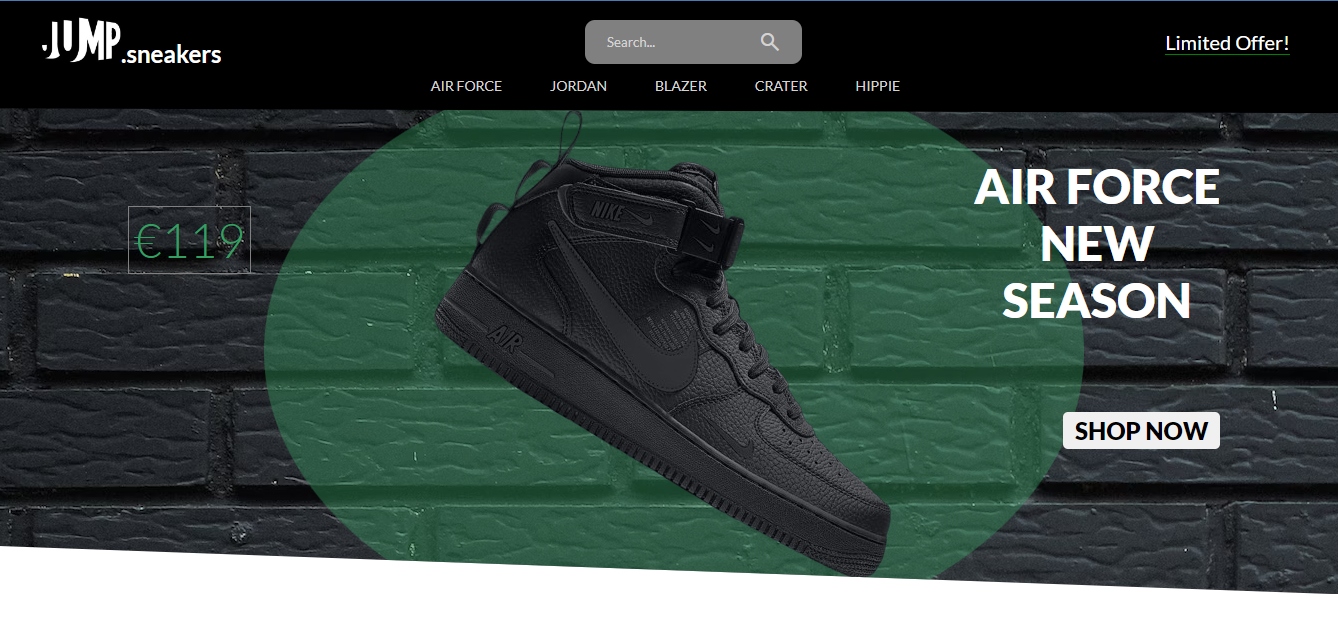 JUMP.sneakers
Search...
Limited Offer!
AIR FORCE
JORDAN
BLAZER
CRATER
HIPPIE
€119
AIR FORCE
NEW
SEASON
SHOP NOW
NIKE
AIR